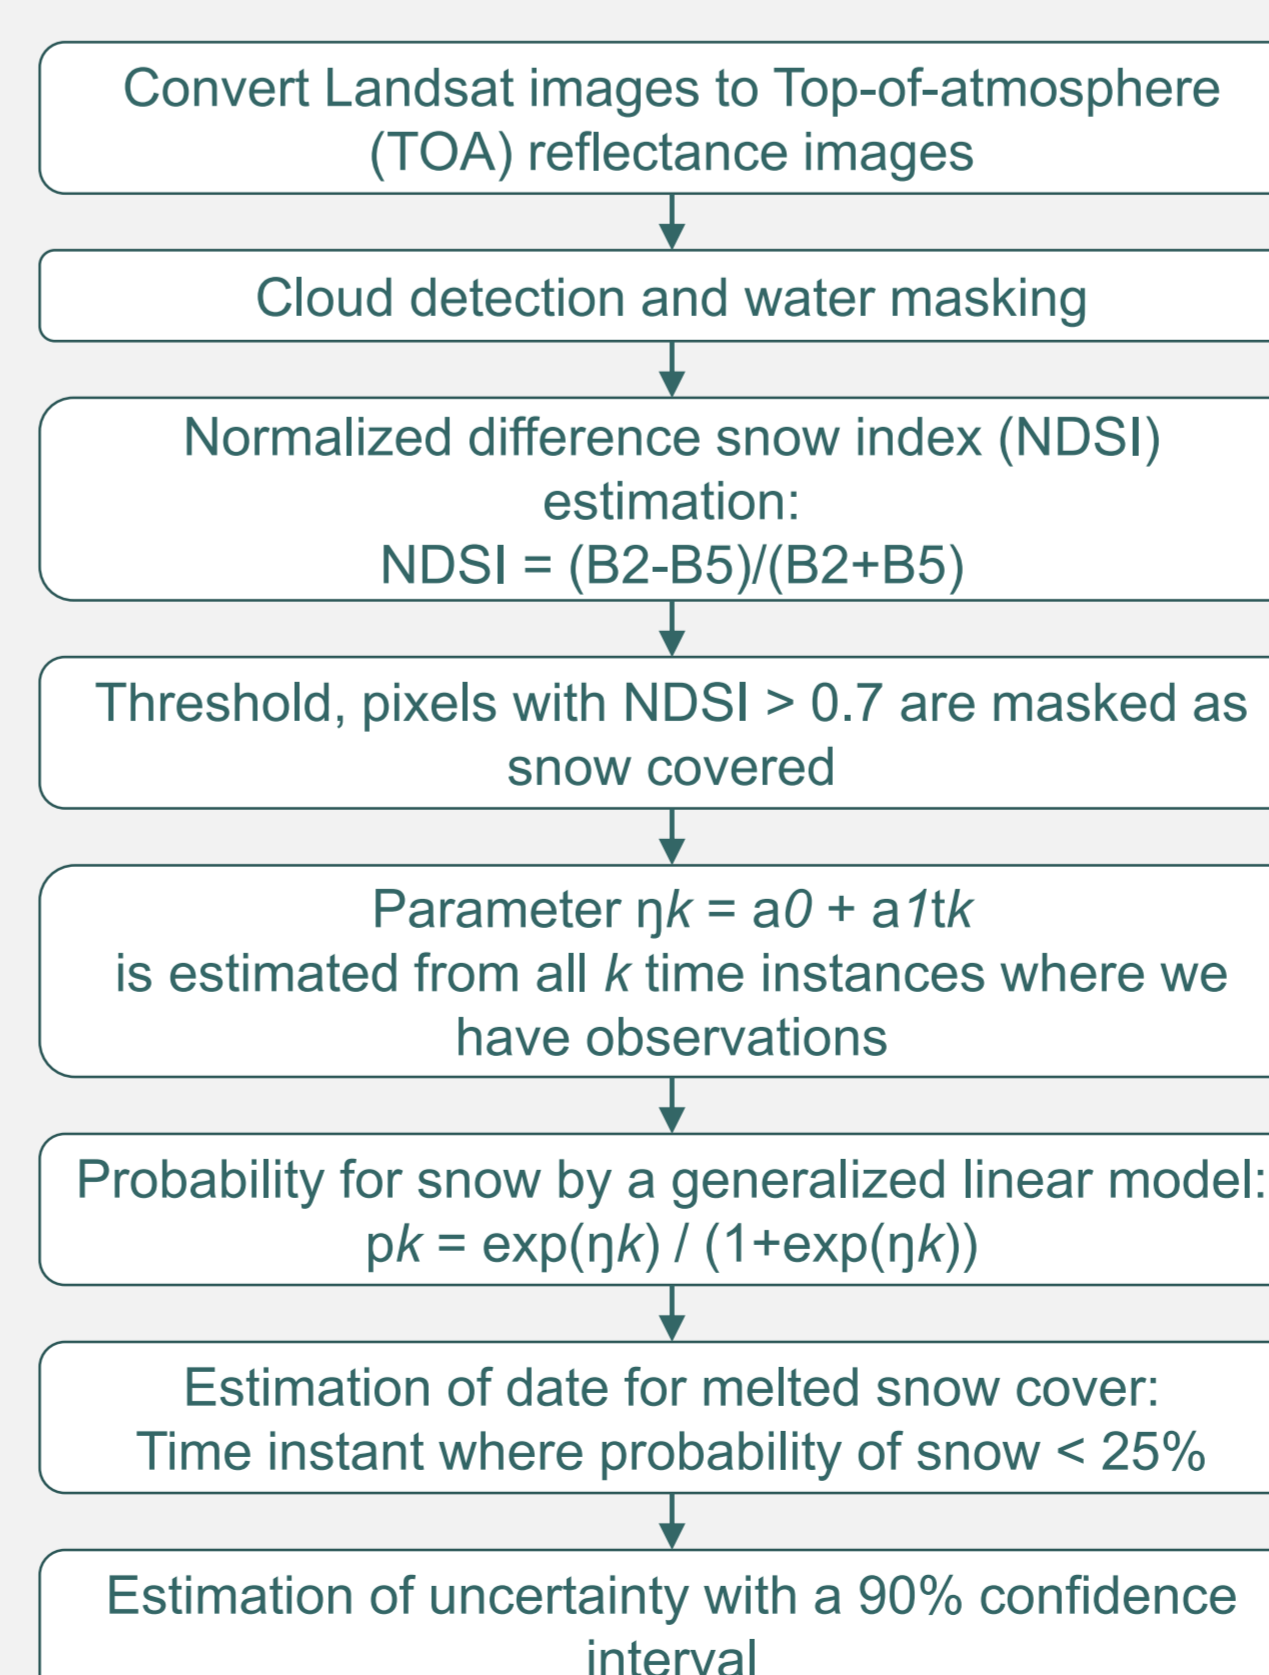 Convert Landsat images to Top-of-atmosphere
(TOA) reflectance images
Cloud detection and water masking
Normalized difference snow index (NDSI)
estimation:
NDSI = (B2-B5)/(B2+B5)
Threshold, pixels with NDSI > 0.7 are masked as
snow covered
Parameter ŋk = a0 + a1tk
is estimated from all k time instances where we
have observations
Probability for snow by a generalized linear model:
pk = exp(ŋk) / (1+exp(ŋk))
Estimation of date for melted snow cover:
Time instant where probability of snow < 25%
Estimation of uncertainty with a 90% confidence
interval